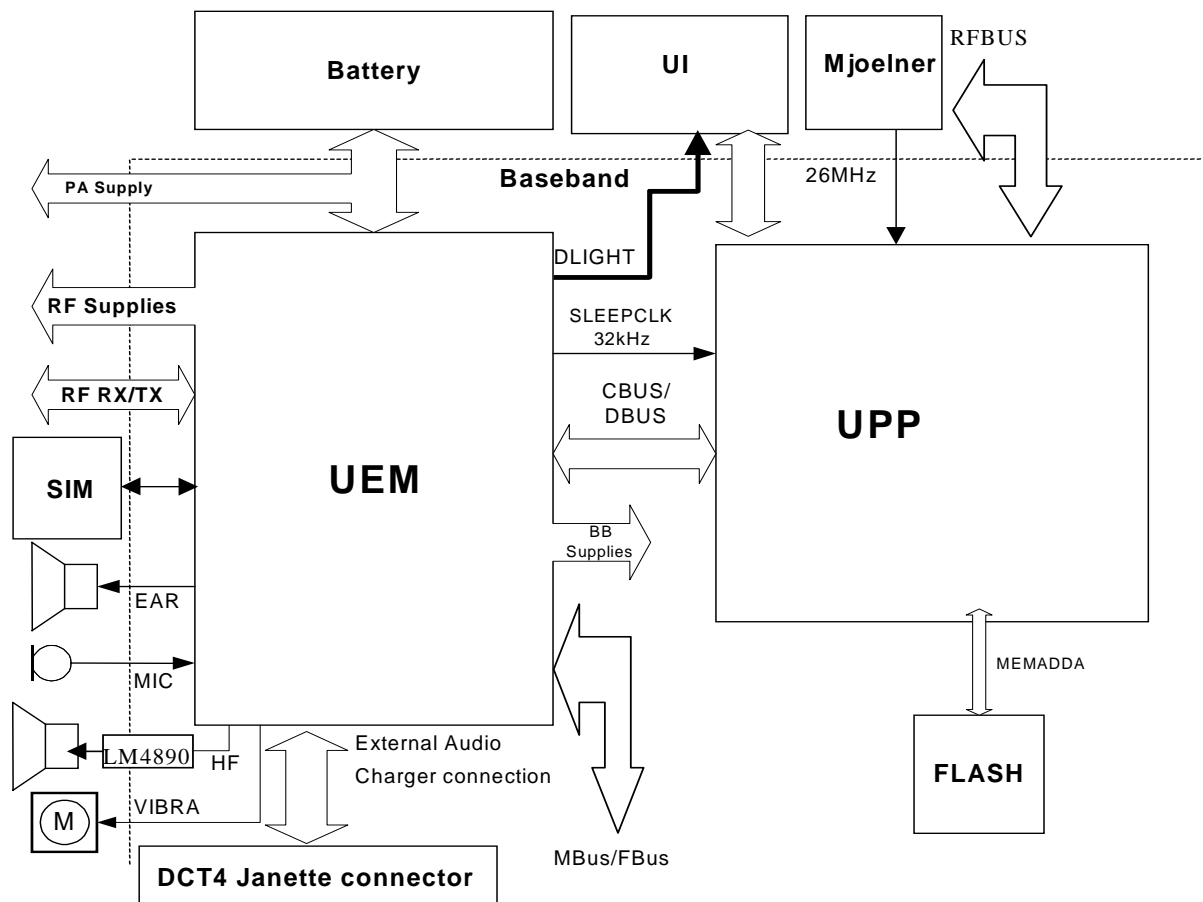 RFBUS
Battery
UI
Mjoelner
PA Supply
Baseband
26MHz
DLIGHT
RF Supplies
SLEEPCLK
32kHz
RF RX/TX
CBUS/
DBUS
UPP
UEM
SIM
BB
Supplies
EAR
MIC
MEMADDA
External Audio
LM4890
HF
Charger connection
FLASH
VIBRA
M
MBus/FBus
DCT4 Janette connector